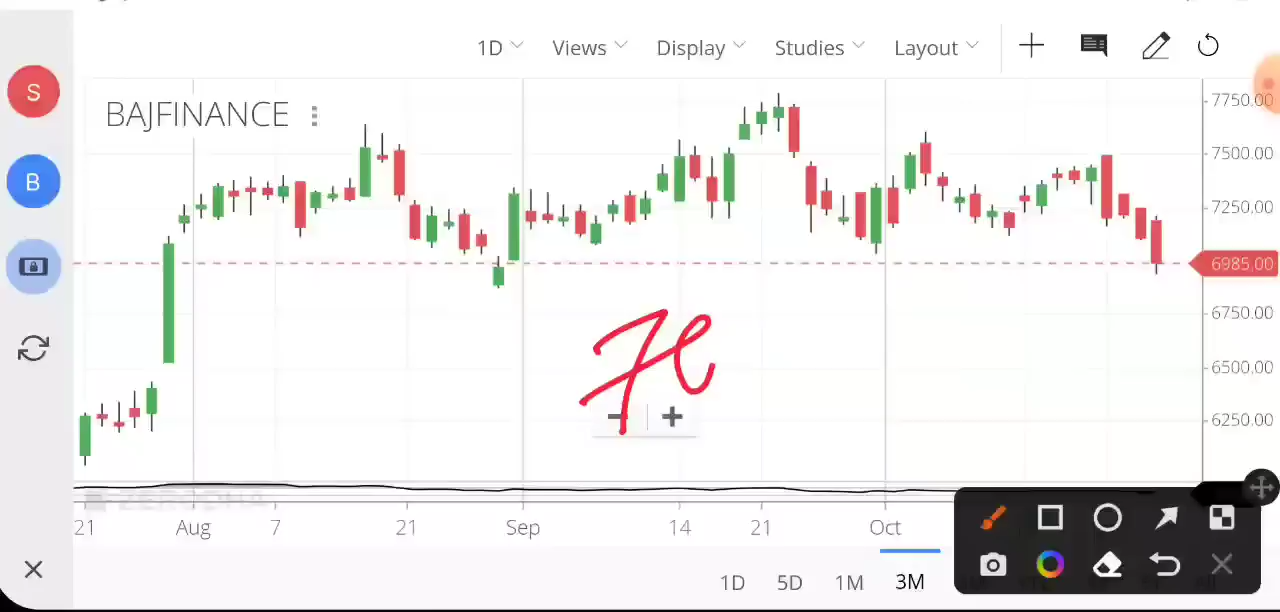 1D Views Display Studies Layout
S
BAJFINANCE
7750.00
7500.00
B
7250.00
6985.00
6750.00
6500.00
6250.00
ZERODHA
21 Aug 7 21 Sep 14 21 Oct
1D 5D 1M 3M